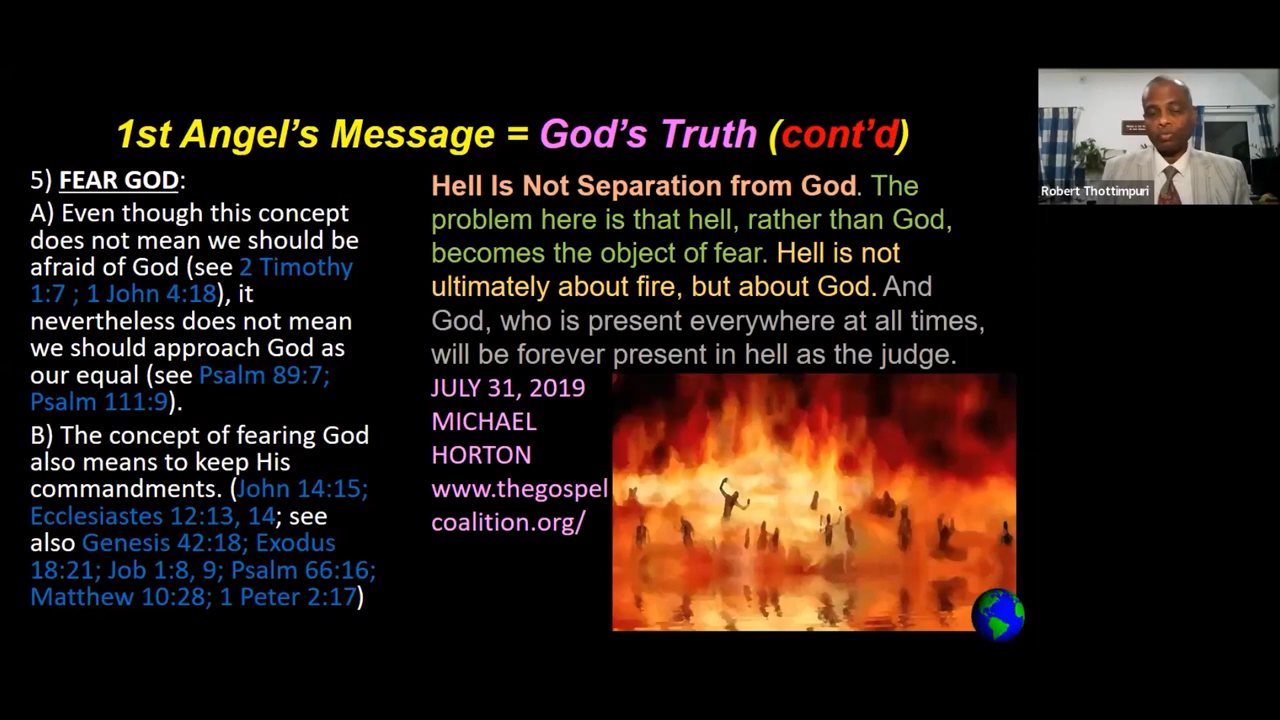 1st Angel's Message = God's Truth (cont'd)
5) FEAR GOD:
A) Even though this concept
does not mean we should be
afraid of God (see 2 Timothy
1:7 ; 1 John 4:18), it
nevertheless does not mean
we should approach God as
our equal (see Psalm 89:7;
Psalm 111:9).
B) The concept of fearing God
also means to keep His
commandments. (John 14:15;
Ecclesiastes 12:13, 14; see
also Genesis 42:18; Exodus
18:21; Job 1:8, 9; Psalm 66:16;
Matthew 10:28; 1 Peter 2:17)
Hell Is Not Separation from God. The
problem here is that hell, rather than God,
becomes the object of fear. Hell is not
ultimately about fire, but about God. And
God, who is present everywhere at all times,
will be forever present in hell as the judge.
JULY 31, 2019
MICHAEL
HORTON
www.thegospel
coalition.org/
Robert Thottimpuri